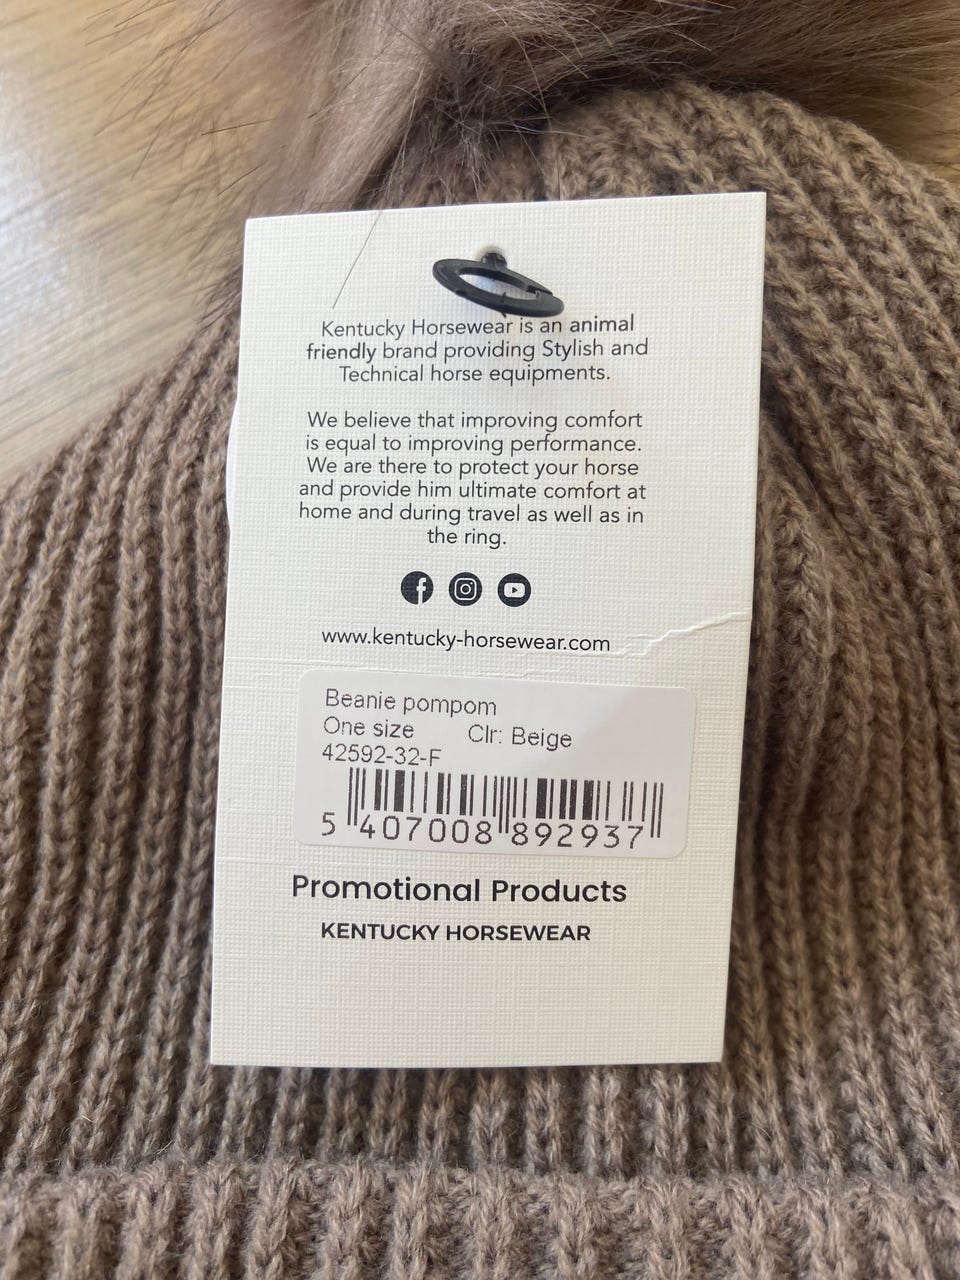 Kentucky Horsewear is an animal
friendly brand providing Stylish and
Technical horse equipments.
We believe that improving comfort
is equal to improving performance.
We are there to protect your horse
and provide him ultimate comfort at
home and during travel as well as in
the ring.
www.kentucky-horsewear.com
Beanie pompom
One size Clr: Beige
42592-32-F
5 407008 892937
Promotional Products
KENTUCKY HORSEWEAR